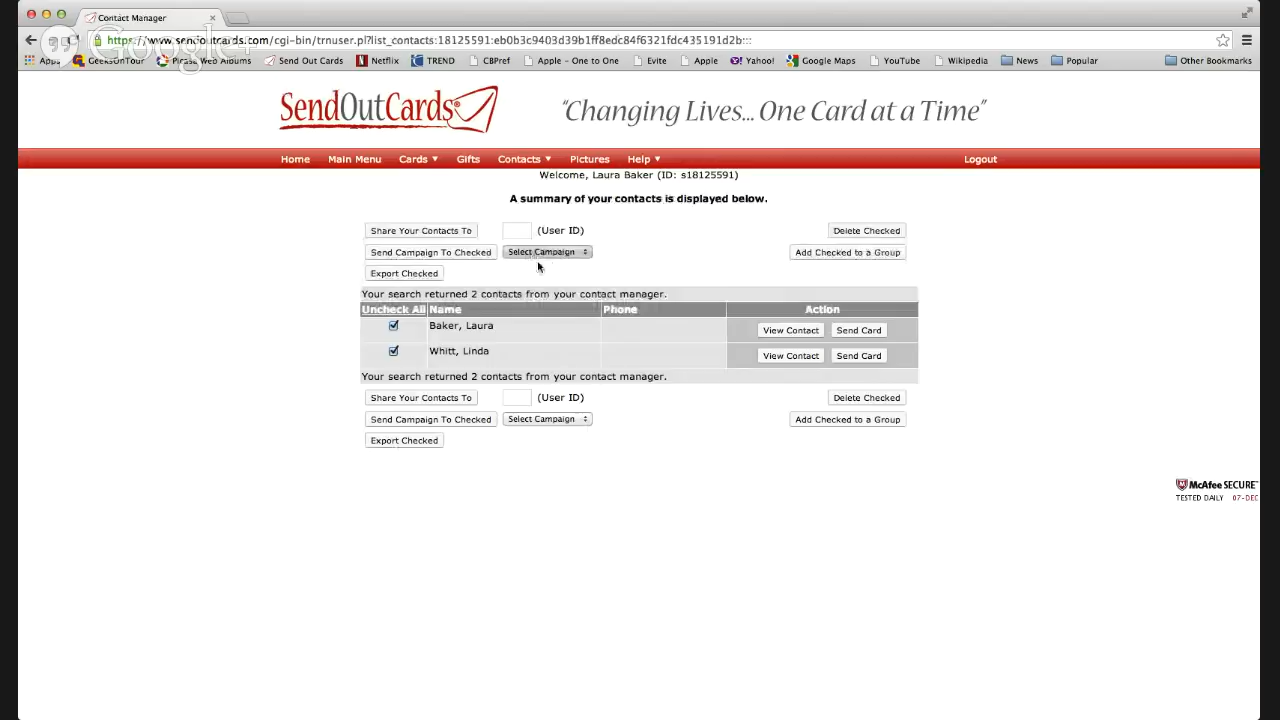 Contact Manager
Google+
https://www.sendoutcards.com/cgi-bin/trnuser.pl?list_contacts:18125591:eb0b3c9403d39b1ff8edc84f6321fdc435191d2b:::
Apps GeeksOnTour Picasa Web Albums Send Out Cards Netflix TREND CBPref Apple - One to One Evite Apple Yahoo! Google Maps YouTube Wikipedia News Popular Other Bookmarks
SendOutCards® "Changing Lives... One Card at a Time"
Home Main Menu Cards ▼ Gifts Contacts ▼ Pictures Help ▼ Logout
Welcome, Laura Baker (ID: s18125591)
A summary of your contacts is displayed below.
Share Your Contacts To (User ID) Delete Checked
Send Campaign To Checked Select Campaign Add Checked to a Group
Export Checked
Your search returned 2 contacts from your contact manager.
Uncheck All Name Phone Action
Baker, Laura View Contact Send Card
Whitt, Linda View Contact Send Card
Your search returned 2 contacts from your contact manager.
Share Your Contacts To (User ID) Delete Checked
Send Campaign To Checked Select Campaign Add Checked to a Group
Export Checked
McAfee SECURE™
TESTED DAILY 07-DEC